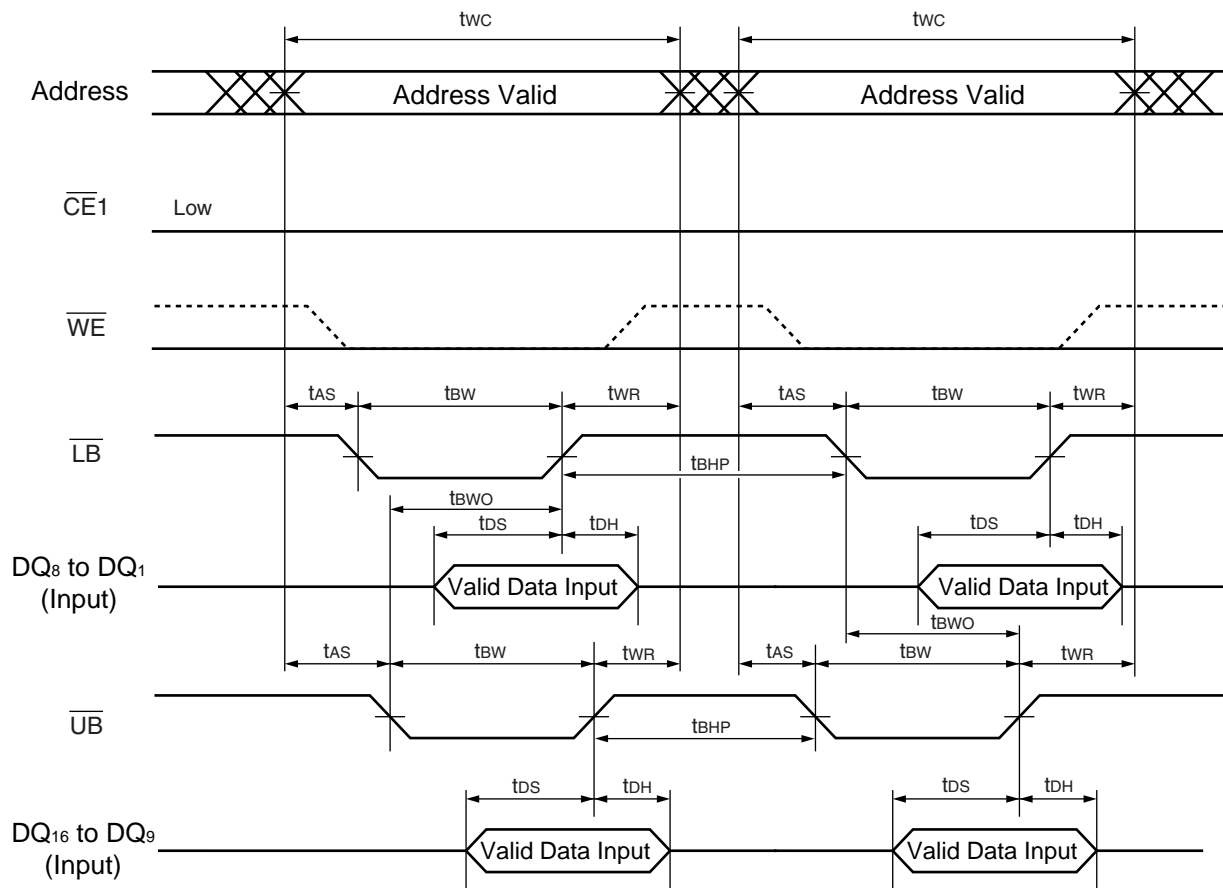 tWC tWC
Address Address Valid Address Valid
CE1 Low
WE
tAS tBW tWR tAS tBW tWR
LB
tBHP
tBWO
tDS tDH tDS tDH
DQ8 to DQ1
(Input)
Valid Data Input Valid Data Input
tBWO
tAS tBW tWR tAS tBW tWR
UB
tBHP
tDS tDH tDS tDH
DQ16 to DQ9
(Input)
Valid Data Input Valid Data Input